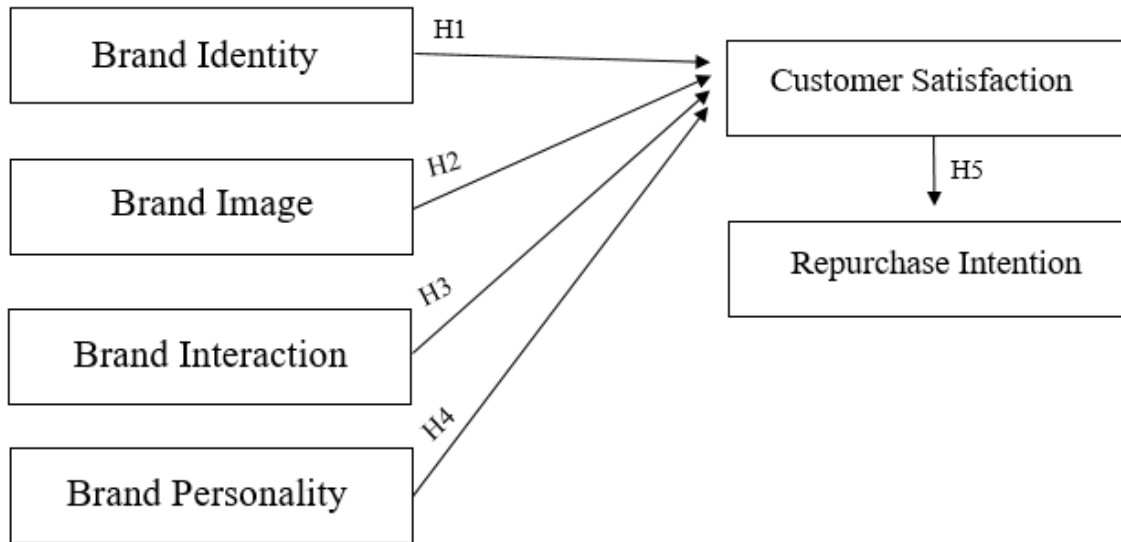 Brand Identity
H1
Customer Satisfaction
Brand Image
H2
H5
Repurchase Intention
Brand Interaction
H3
Brand Personality
H4